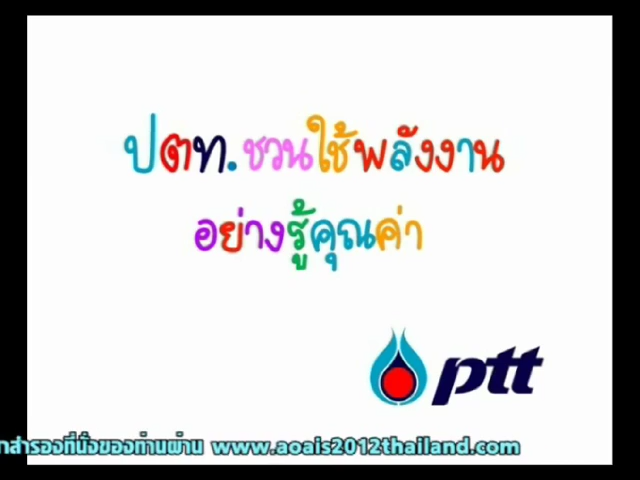 ปตท.ชวนใช้พลังงาน
อย่างรู้คุณค่า
ptt
สำรองที่นั่งของท่านผ่าน www.aoais2012thailand.com